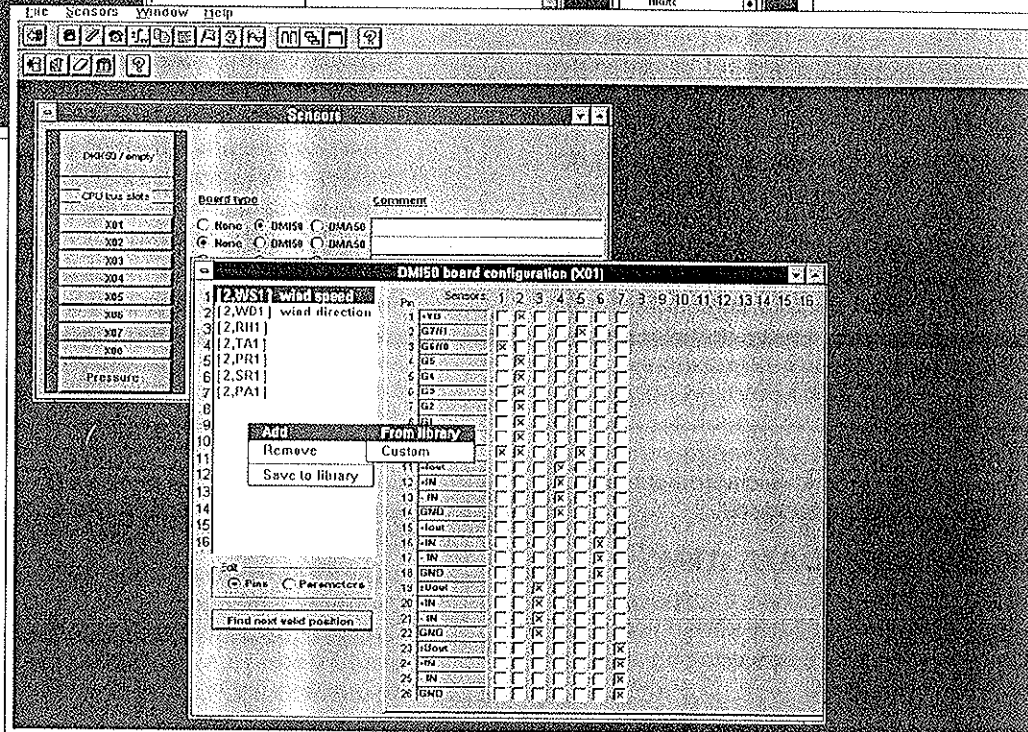 File Sensors Window Help
Sensors
DKK50 / empty
CPU bus slots
X01
X02
X03
X04
X05
X06
X07
X08
Pressure
Board type Comment
None DMI50 DMA50
None DMI50 DMA50
DMI50 board configuration (X01)
1 [2,WS1] wind speed
2 [2,WD1] wind direction
3 [2,RH1]
4 [2,TA1]
5 [2,PR1]
6 [2,SR1]
7 [2,PA1]
8
9
10
11
12
13
14
15
16
Add From library
Remove Custom
Save to library
Edit
Pins Parameters
Find next valid position
Pin Sensors: 1 2 3 4 5 6 7 8 9 10 11 12 13 14 15 16
1 +VD
2 G7/f1
3 G6/f0
4 G5
5 G4
6 G3
7 G2
8 G1
11 +Iout
12 +IN
13 -IN
14 GND
15 +Iout
16 +IN
17 -IN
18 GND
19 +Uout
20 +IN
21 -IN
22 GND
23 +Uout
24 +IN
25 -IN
26 GND